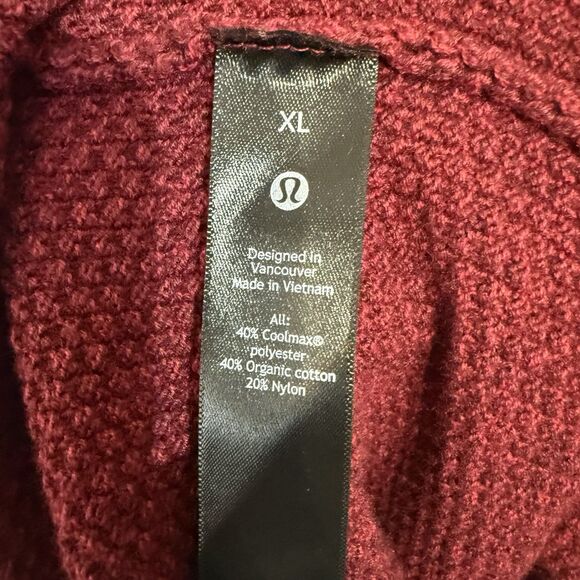 XL
Designed in
Vancouver
Made in Vietnam
All:
40% Coolmax®
polyester
40% Organic cotton
20% Nylon